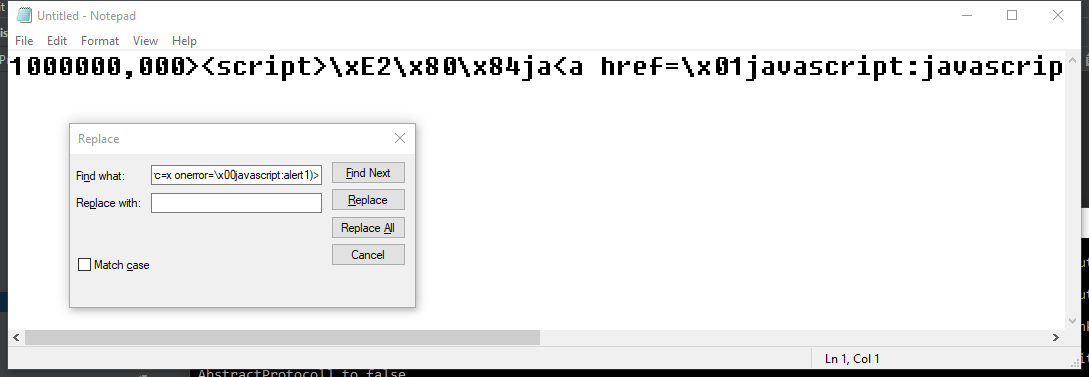 Untitled - Notepad
File Edit Format View Help
1000000,000><script>\xE2\x80\x84ja<a href=\x01javascript:javascrip
Replace
Find what: c=x onerror=\x00javascript:alert1)> Find Next
Replace with: Replace
Replace All
Match case Cancel
Ln 1, Col 1
AbstractProtocol] to false